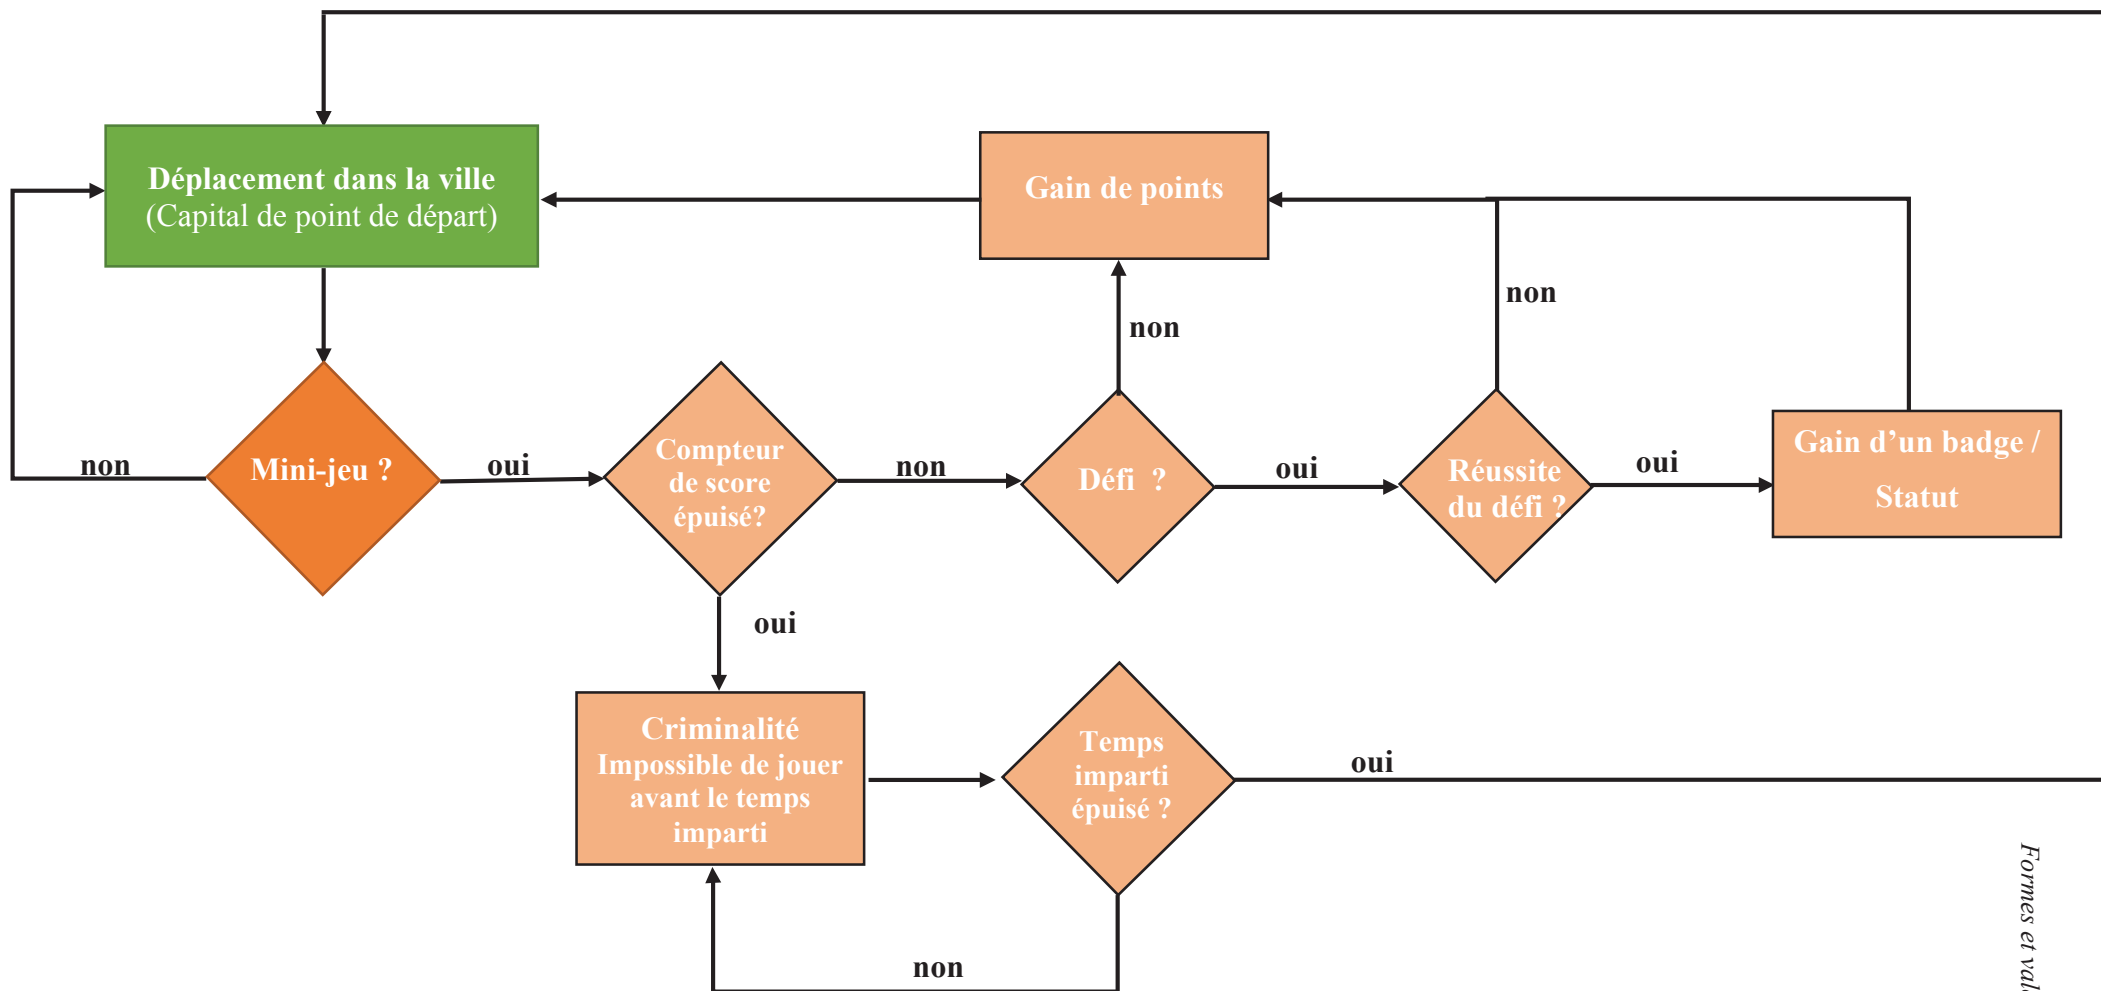 Déplacement dans la ville
(Capital de point de départ)
Gain de points
non
non
Mini-jeu ?
non
oui
Compteur
de score
épuisé?
non
Défi ?
oui
Réussite
du défi ?
oui
Gain d’un badge /
Statut
oui
Criminalité
Impossible de jouer
avant le temps
imparti
Temps
imparti
épuisé ?
oui
non
Formes et